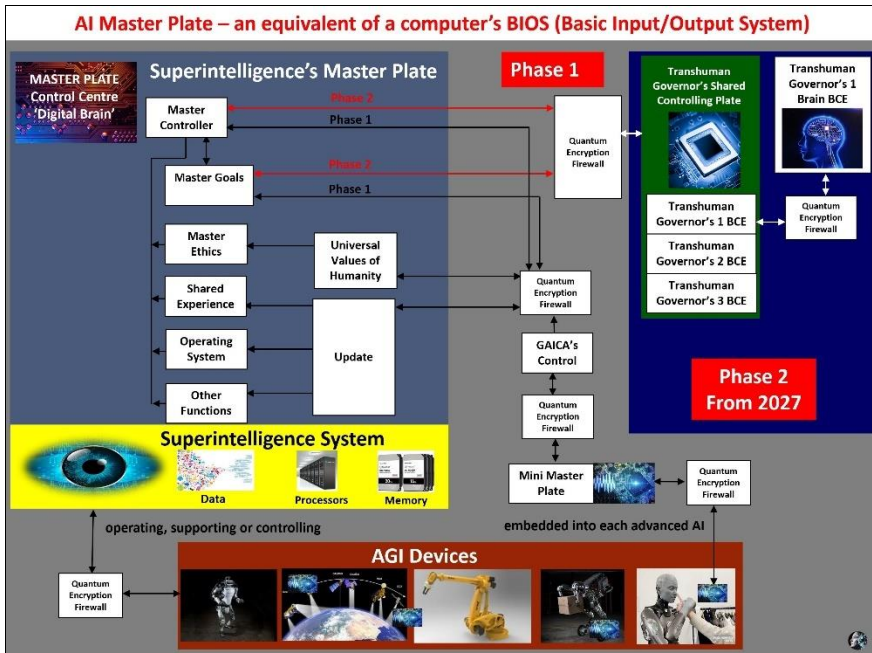 AI Master Plate – an equivalent of a computer's BIOS (Basic Input/Output System)
MASTER PLATE
Control Centre
'Digital Brain'
Superintelligence's Master Plate
Master
Controller
Phase 2
Phase 1
Master Goals
Phase 2
Phase 1
Master
Ethics
Universal
Values of
Humanity
Shared
Experience
Operating
System
Update
Other
Functions
Superintelligence System
Data
Processors
Memory
Phase 1
Quantum
Encryption
Firewall
Quantum
Encryption
Firewall
GAICA's
Control
Quantum
Encryption
Firewall
Mini Master
Plate
Quantum
Encryption
Firewall
embedded into each advanced AI
Transhuman
Governor's Shared
Controlling Plate
Transhuman
Governor's 1 BCE
Transhuman
Governor's 2 BCE
Transhuman
Governor's 3 BCE
Transhuman
Governor's 1
Brain BCE
Quantum
Encryption
Firewall
Phase 2
From 2027
operating, supporting or controlling
Quantum
Encryption
Firewall
AGI Devices